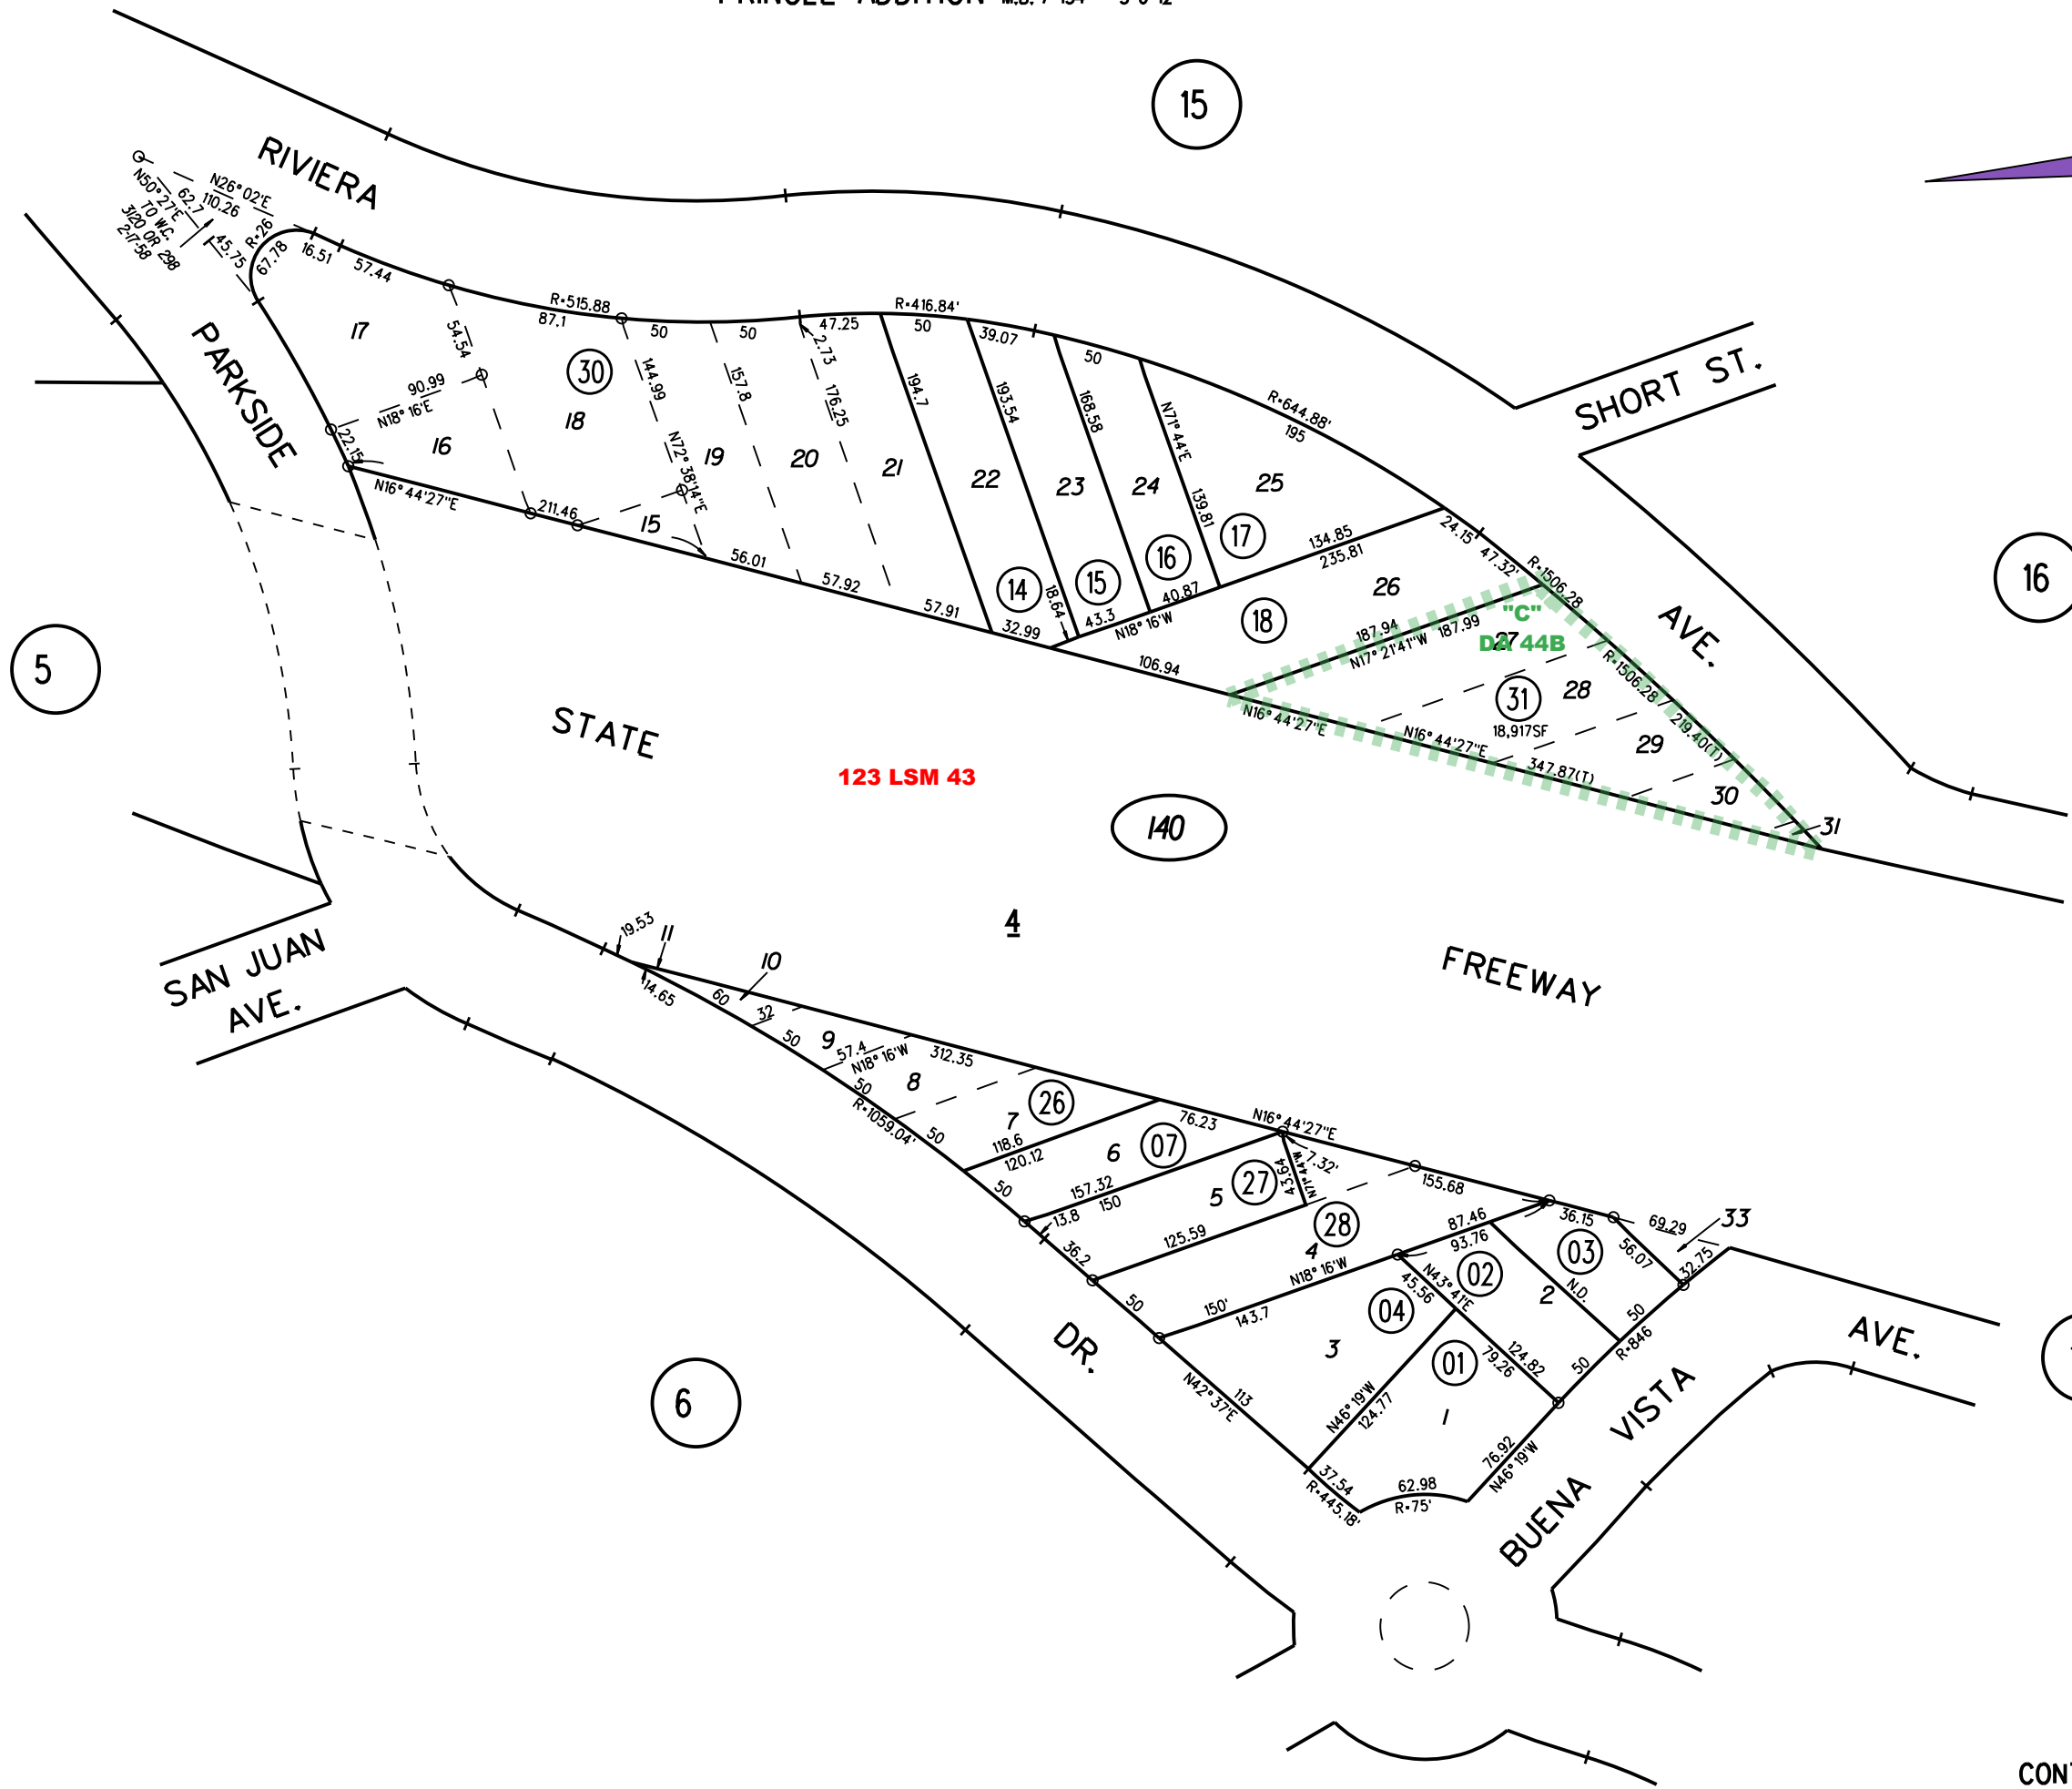 PRINCLE ADDITION M.B. 7-134 5-6-12
15
RIVIERA
N26° 02'E
110.26
N50° 27'E
62.7
TO W.C.
3120 OR 298
2-17-58
45.75
R=26
67.78
16.51
57.44
R=515.88
87.1
50
50
47.25
R=416.84'
50
39.07
50
R=644.88'
195
SHORT ST.
PARKSIDE
17
54.54
90.99
N18° 16'E
22.15
16
30
18
144.99
N72° 38'14"E
19
157.8
20
2.73
176.25
21
194.7
22
193.54
23
168.58
24
N71° 44'E
139.81
25
N16° 44'27"E
211.46
15
56.01
57.92
57.91
32.99
14
18.64
15
43.3
16
40.87
N18° 16'W
17
134.85
235.81
24.15
47.32'
R=1506.28
18
26
106.94
187.94
N17° 21'41"W 187.99
"C"
DA 44B
27
AVE.
16
R=1506.28
219.40(T)
28
31
18,917SF
29
30
31
N16° 44'27"E
N16° 44'27"E
347.87(T)
5
STATE
123 LSM 43
140
4
FREEWAY
SAN JUAN
AVE.
19.53
11
10
14.65
60
32
50
9
57.4
N18° 16'W
312.35
8
50
R=1059.04'
26
7
50
118.6
120.12
76.23
N16° 44'27"E
6
07
50
157.32
150
13.8
5
27
43.64
N71° 44'W
7.32'
155.68
36.2
125.59
28
4
87.46
93.76
36.15
69.29
33
03
56.07
32.75
N18° 16'W
50
150'
143.7
N43° 41'E
45.56
02
2
N.D.
50
R=846
04
3
01
79.26
124.82
50
DR.
N42° 37'E
113
N46° 19'W
124.77
1
76.92
N46° 19'W
37.54
R=445.18'
62.98
R=75'
6
BUENA VISTA
AVE.
CON